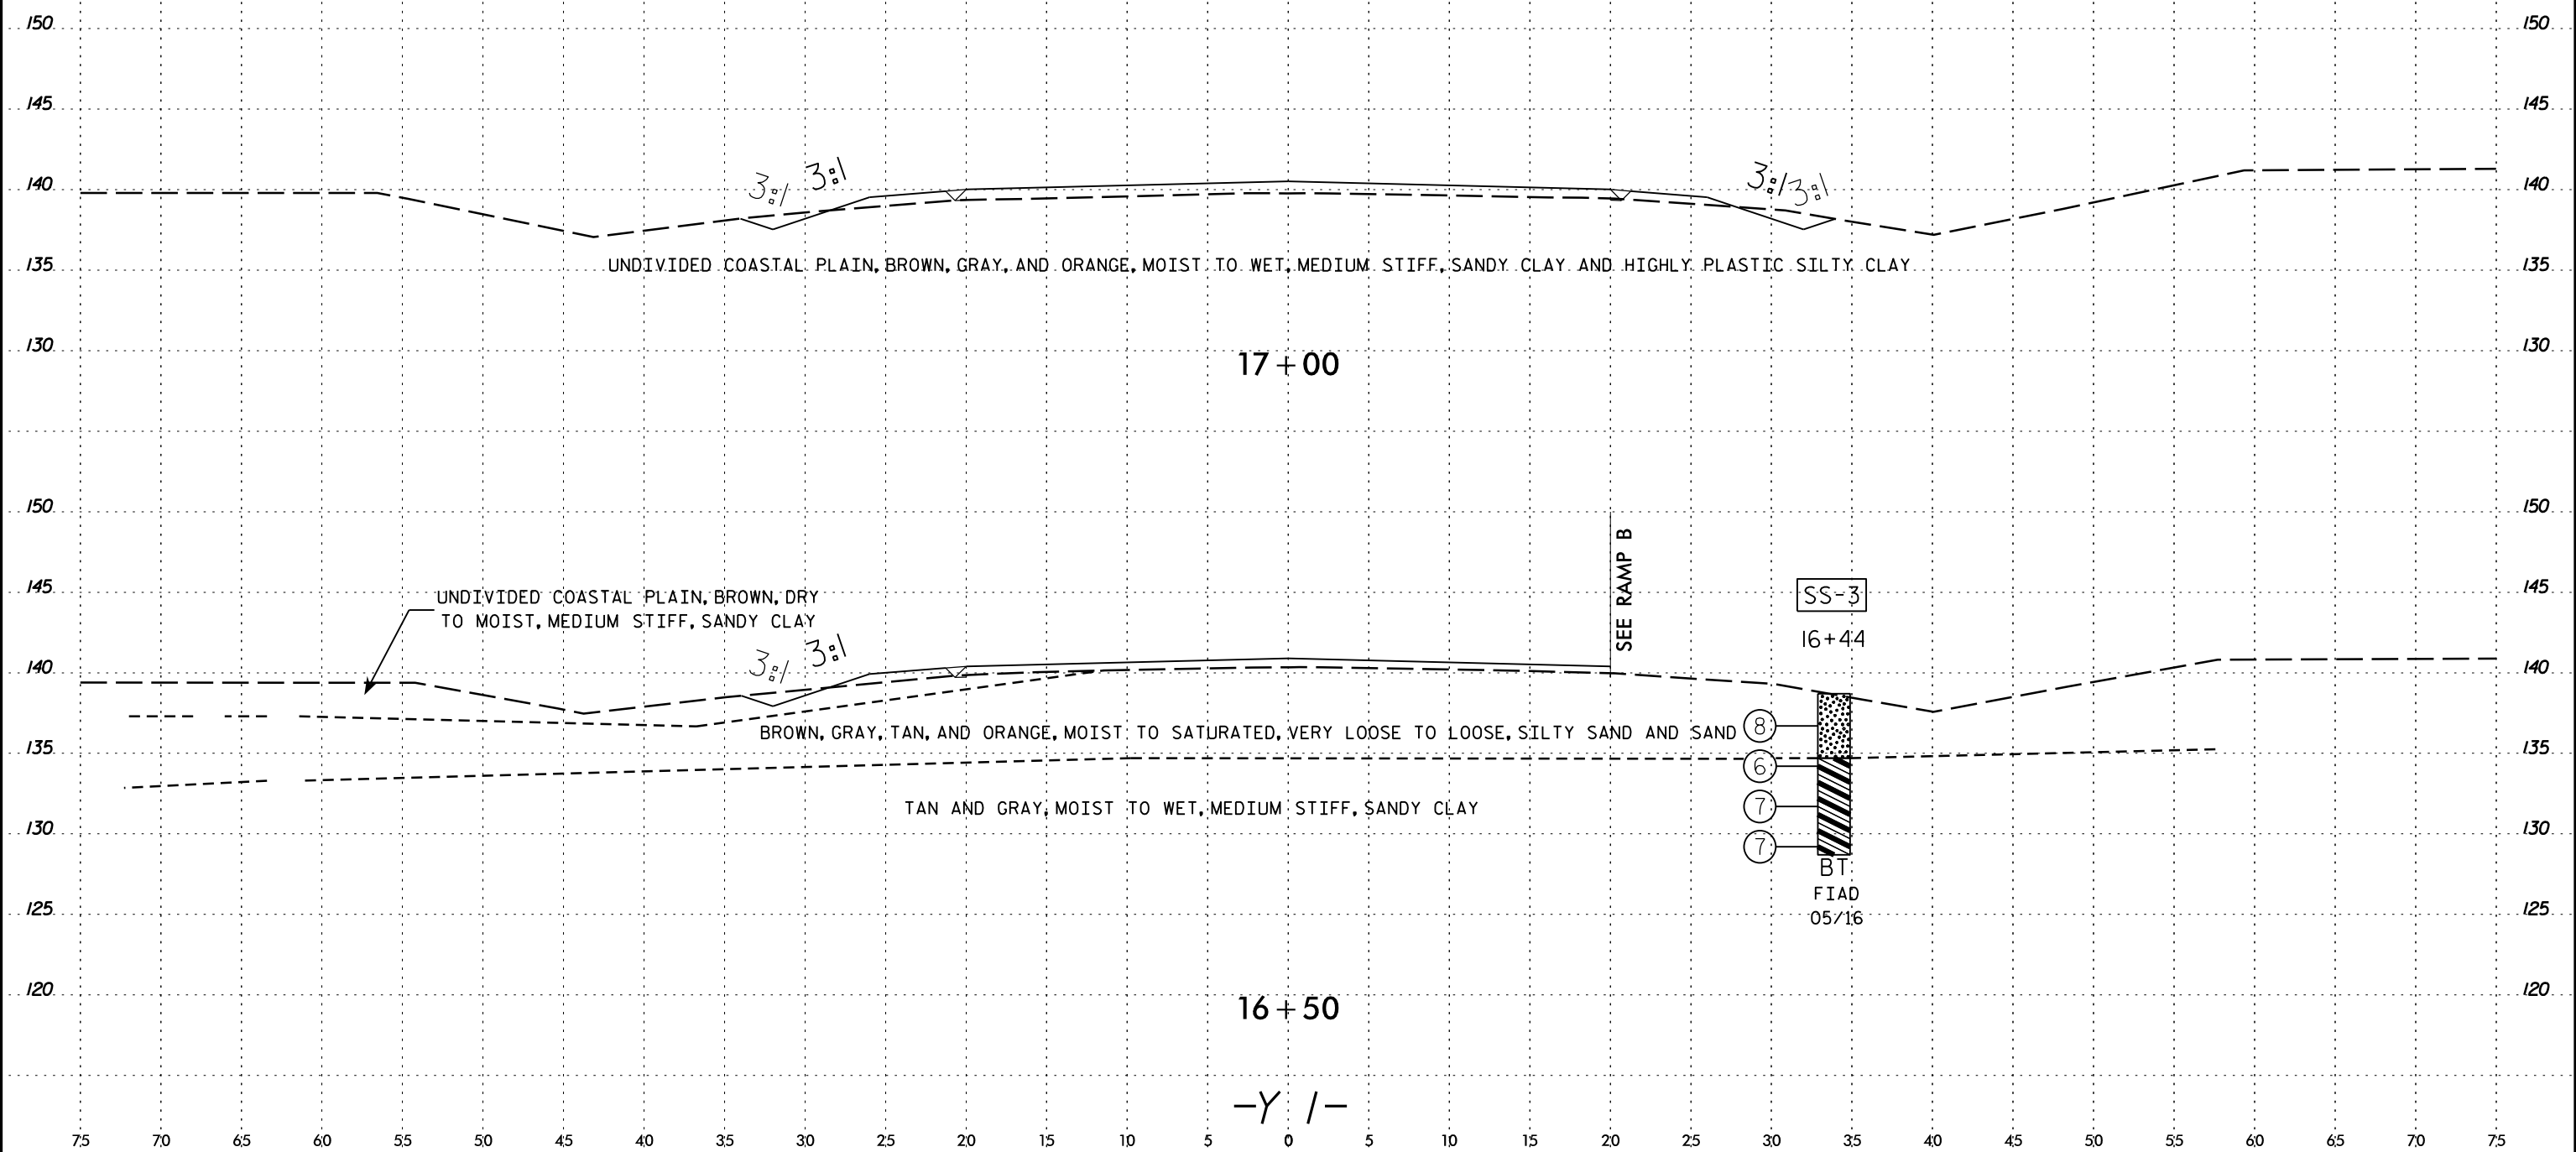 150 150
145 145
3:1 3:1 3:1 3:1
140 140
UNDIVIDED COASTAL PLAIN, BROWN, GRAY, AND ORANGE, MOIST TO WET, MEDIUM STIFF, SANDY CLAY AND HIGHLY PLASTIC SILTY CLAY
135 135
130 130
17+00
150 150
SEE RAMP B
145 145
UNDIVIDED COASTAL PLAIN, BROWN, DRY
TO MOIST, MEDIUM STIFF, SANDY CLAY
SS-3
16+44
3:1 3:1
140 140
BROWN, GRAY, TAN, AND ORANGE, MOIST TO SATURATED, VERY LOOSE TO LOOSE, SILTY SAND AND SAND
8
135 135
6
TAN AND GRAY, MOIST TO WET, MEDIUM STIFF, SANDY CLAY
7
130 130
7
BT
FIAD
05/16
125 125
120 120
16+50
-Y 1-
75 70 65 60 55 50 45 40 35 30 25 20 15 10 5 0 5 10 15 20 25 30 35 40 45 50 55 60 65 70 75